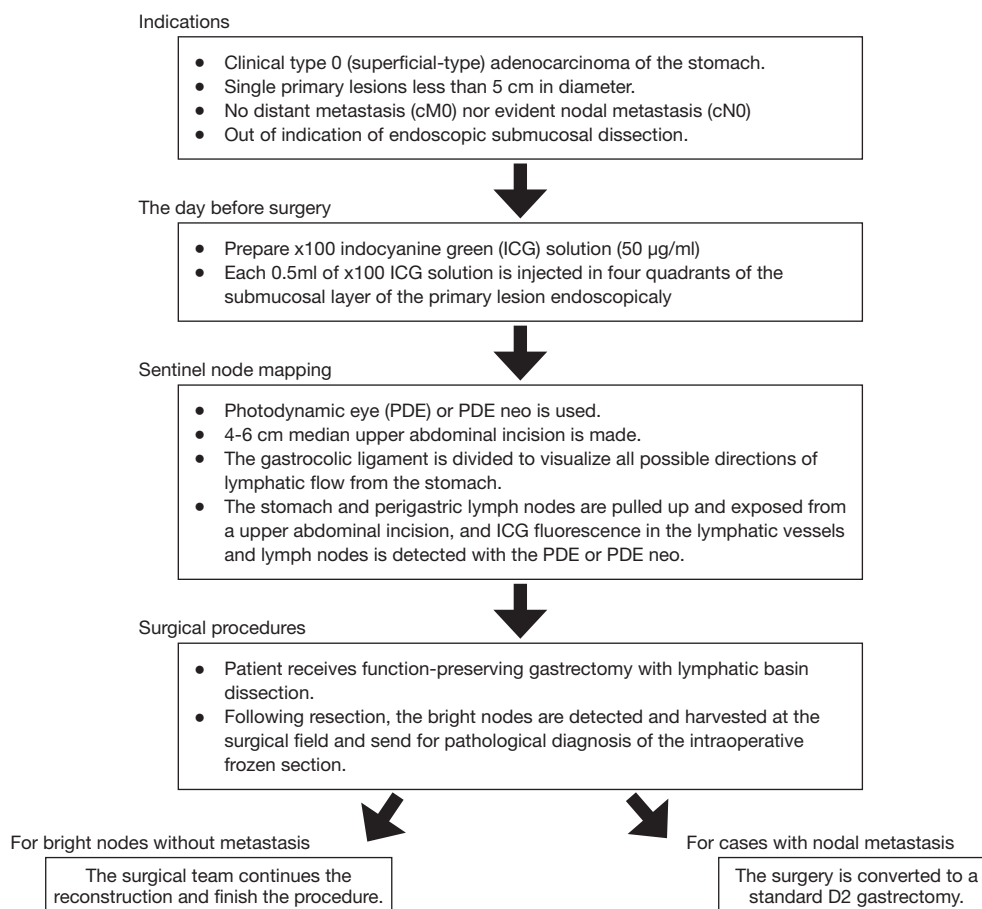 Indications
● Clinical type 0 (superficial-type) adenocarcinoma of the stomach.
● Single primary lesions less than 5 cm in diameter.
● No distant metastasis (cM0) nor evident nodal metastasis (cN0)
● Out of indication of endoscopic submucosal dissection.
The day before surgery
● Prepare x100 indocyanine green (ICG) solution (50 µg/ml)
● Each 0.5ml of x100 ICG solution is injected in four quadrants of the
submucosal layer of the primary lesion endoscopicaly
Sentinel node mapping
● Photodynamic eye (PDE) or PDE neo is used.
● 4-6 cm median upper abdominal incision is made.
● The gastrocolic ligament is divided to visualize all possible directions of
lymphatic flow from the stomach.
● The stomach and perigastric lymph nodes are pulled up and exposed from
a upper abdominal incision, and ICG fluorescence in the lymphatic vessels
and lymph nodes is detected with the PDE or PDE neo.
Surgical procedures
● Patient receives function-preserving gastrectomy with lymphatic basin
dissection.
● Following resection, the bright nodes are detected and harvested at the
surgical field and send for pathological diagnosis of the intraoperative
frozen section.
For bright nodes without metastasis
The surgical team continues the
reconstruction and finish the procedure.
For cases with nodal metastasis
The surgery is converted to a
standard D2 gastrectomy.